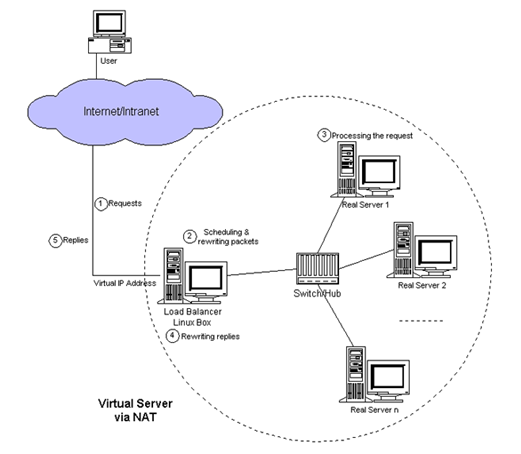 User
Internet/Intranet
③ Processing the request
Real Server 1
① Requests
② Scheduling &
rewriting packets
⑤ Replies
Virtual IP Address
Switch/Hub
Real Server 2
Load Balancer
Linux Box
④ Rewriting replies
Virtual Server
via NAT
Real Server n